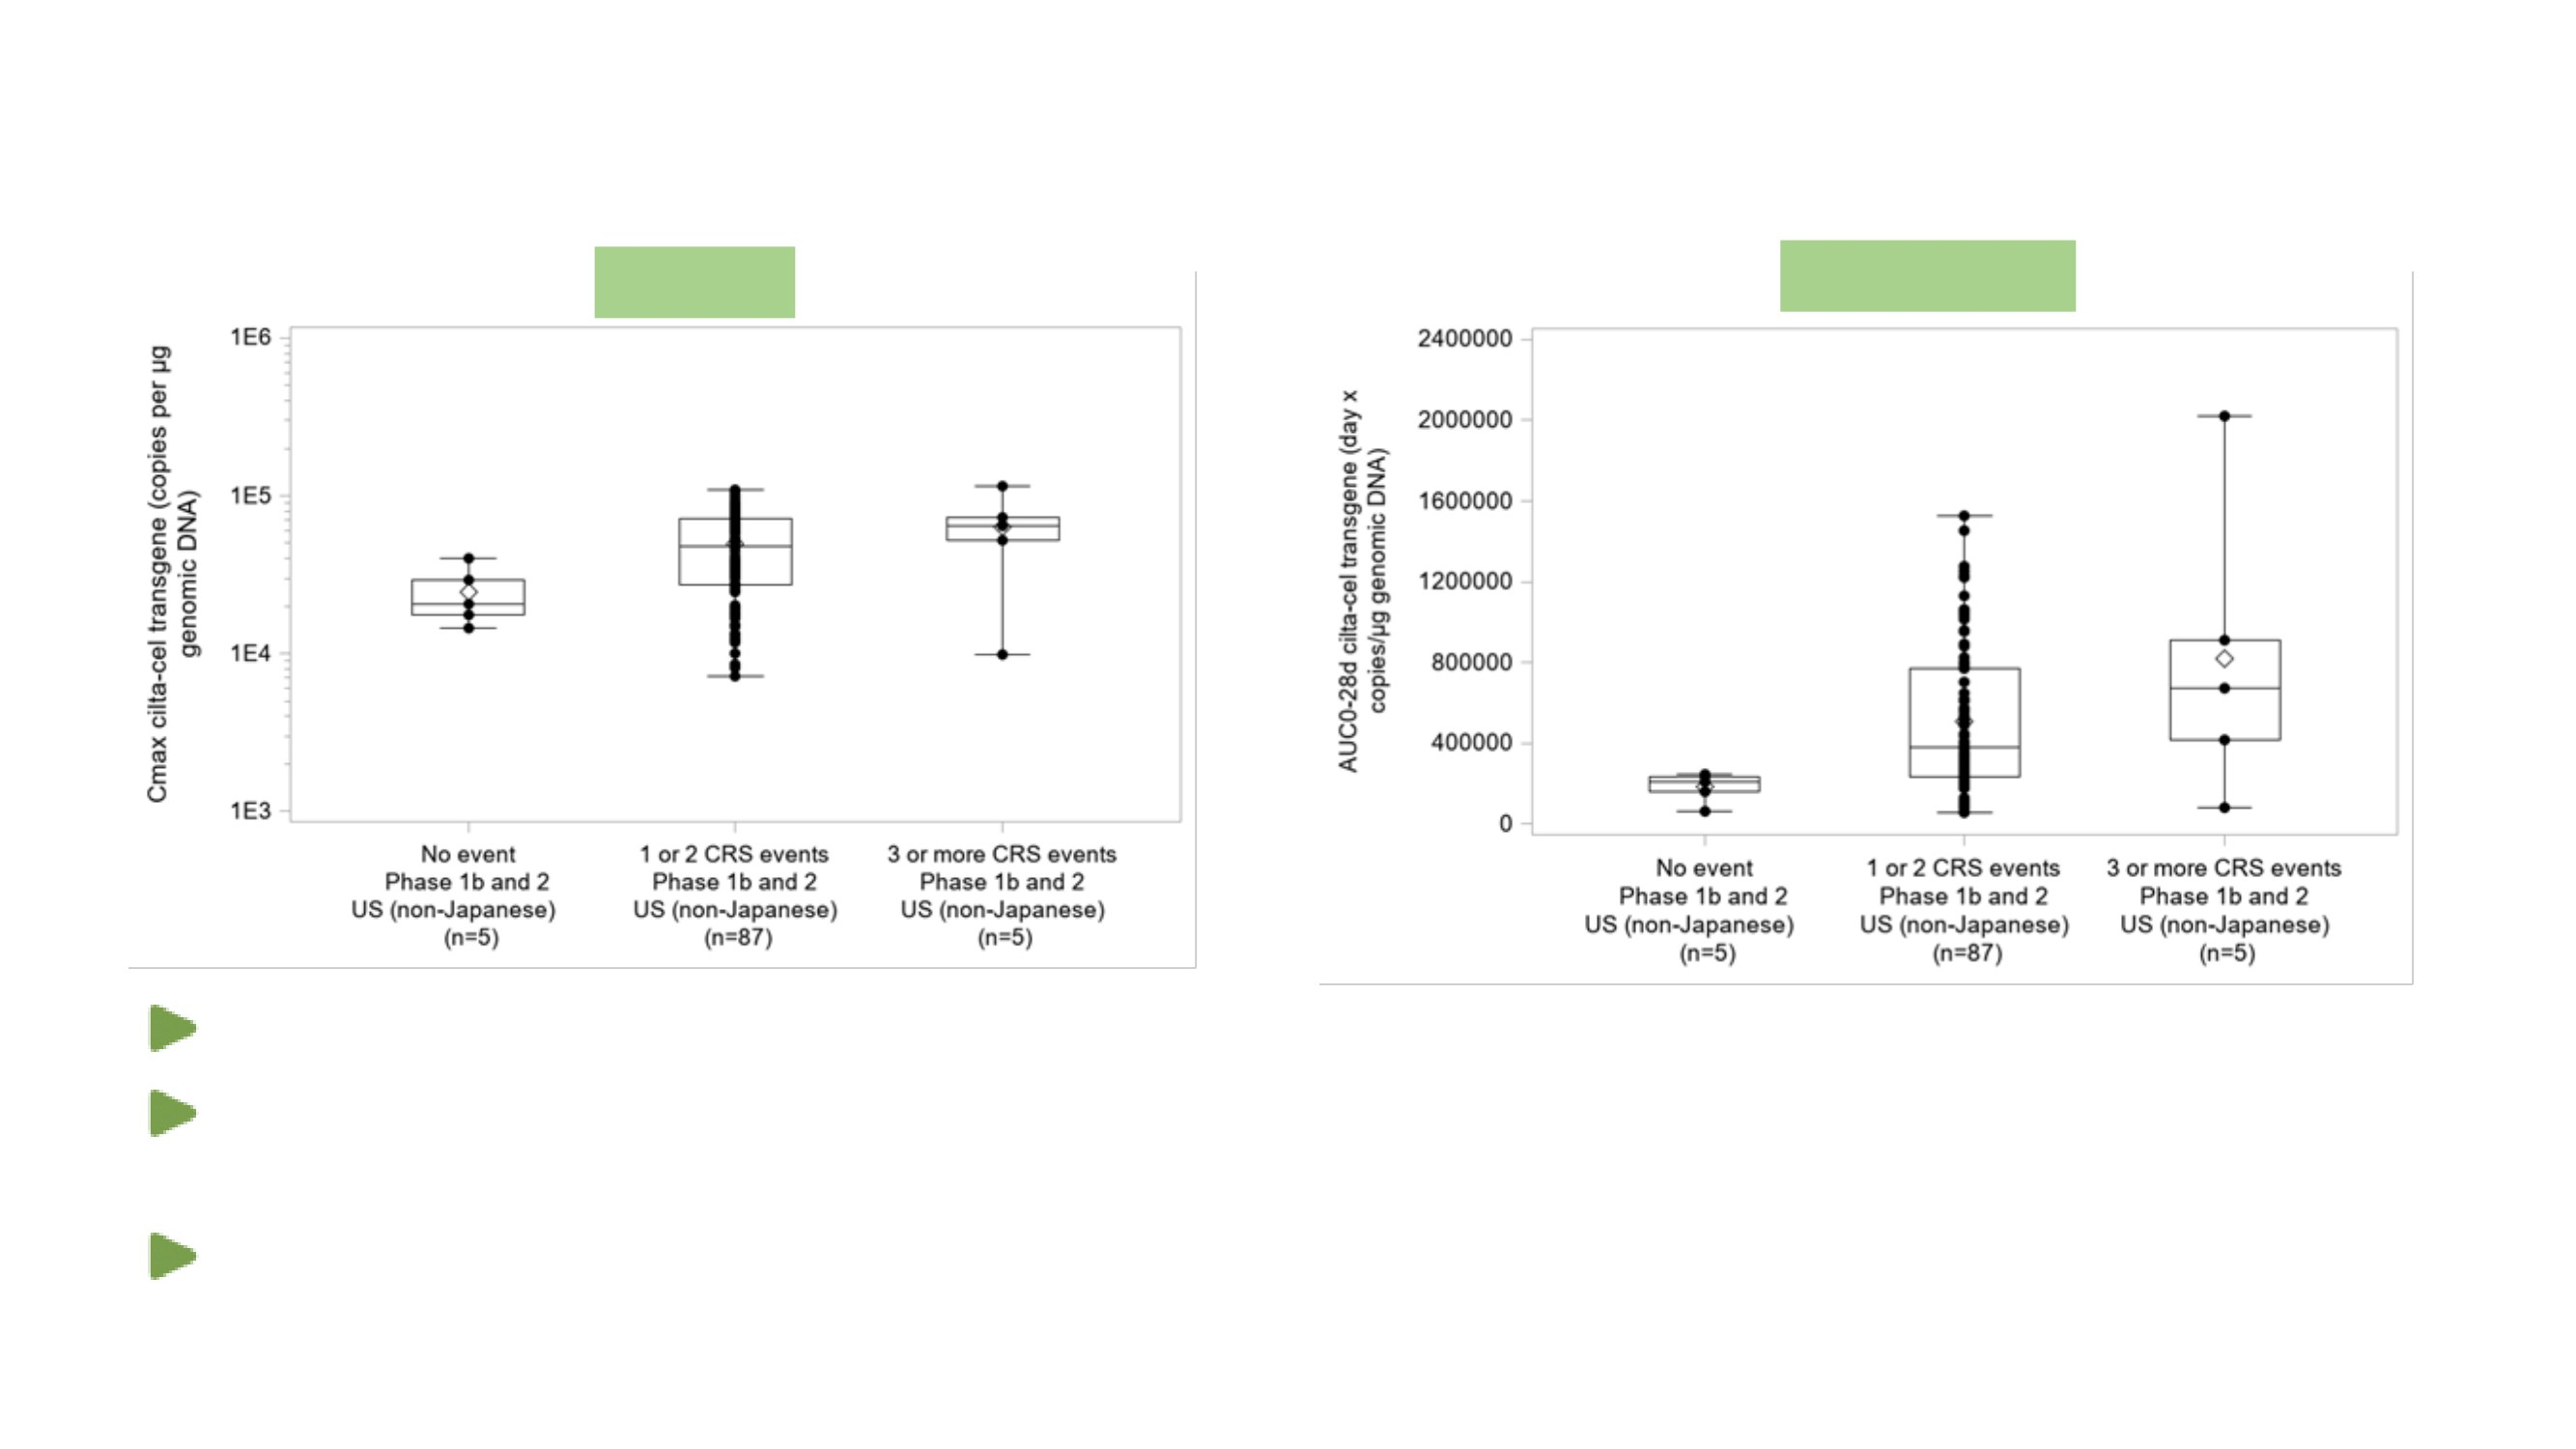 1E6
1E5
1E4
1E3
Cmax cilta-cel transgene (copies per µg
genomic DNA)
No event
Phase 1b and 2
US (non-Japanese)
(n=5)
1 or 2 CRS events
Phase 1b and 2
US (non-Japanese)
(n=87)
3 or more CRS events
Phase 1b and 2
US (non-Japanese)
(n=5)
2400000
2000000
1600000
1200000
800000
400000
0
AUC0-28d cilta-cel transgene (day x
copies/µg genomic DNA)
No event
Phase 1b and 2
US (non-Japanese)
(n=5)
1 or 2 CRS events
Phase 1b and 2
US (non-Japanese)
(n=87)
3 or more CRS events
Phase 1b and 2
US (non-Japanese)
(n=5)